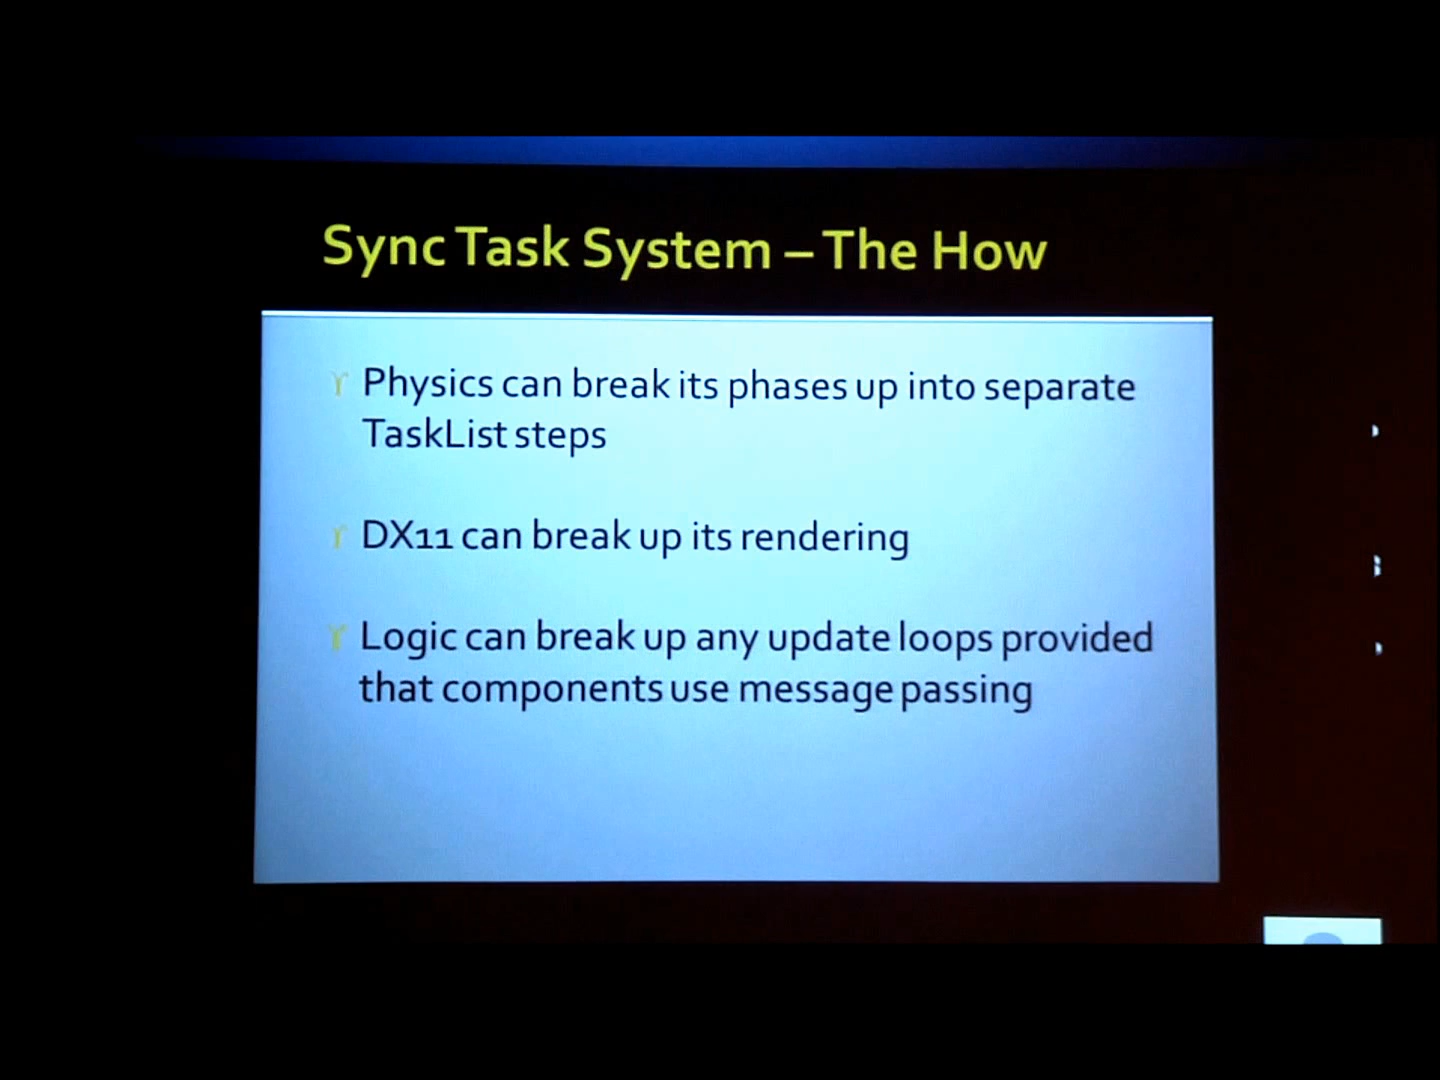 Sync Task System – The How
Physics can break its phases up into separate
TaskList steps
DX11 can break up its rendering
Logic can break up any update loops provided
that components use message passing